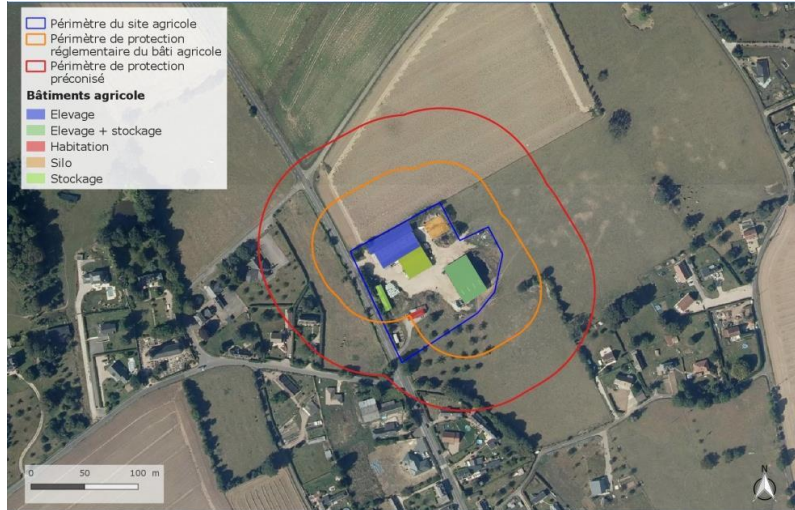 Périmètre du site agricole
Périmètre de protection
réglementaire du bâti agricole
Périmètre de protection
préconisé
Bâtiments agricole
Elevage
Elevage + stockage
Habitation
Silo
Stockage
0 50 100 m
N